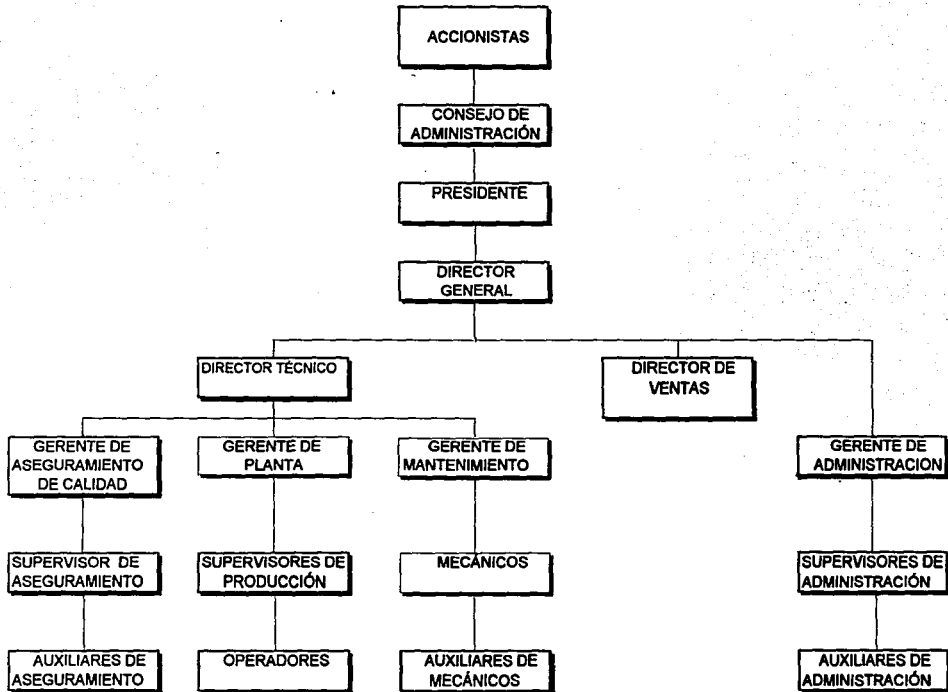 ACCIONISTAS
CONSEJO DE
ADMINISTRACIÓN
PRESIDENTE
DIRECTOR
GENERAL
DIRECTOR TÉCNICO
DIRECTOR DE
VENTAS
GERENTE DE
ASEGURAMIENTO
DE CALIDAD
GERENTE DE
PLANTA
GERENTE DE
MANTENIMIENTO
GERENTE DE
ADMINISTRACION
SUPERVISOR DE
ASEGURAMIENTO
SUPERVISORES DE
PRODUCCIÓN
MECÁNICOS
SUPERVISORES DE
ADMINISTRACIÓN
AUXILIARES DE
ASEGURAMIENTO
OPERADORES
AUXILIARES DE
MECÁNICOS
AUXILIARES DE
ADMINISTRACIÓN